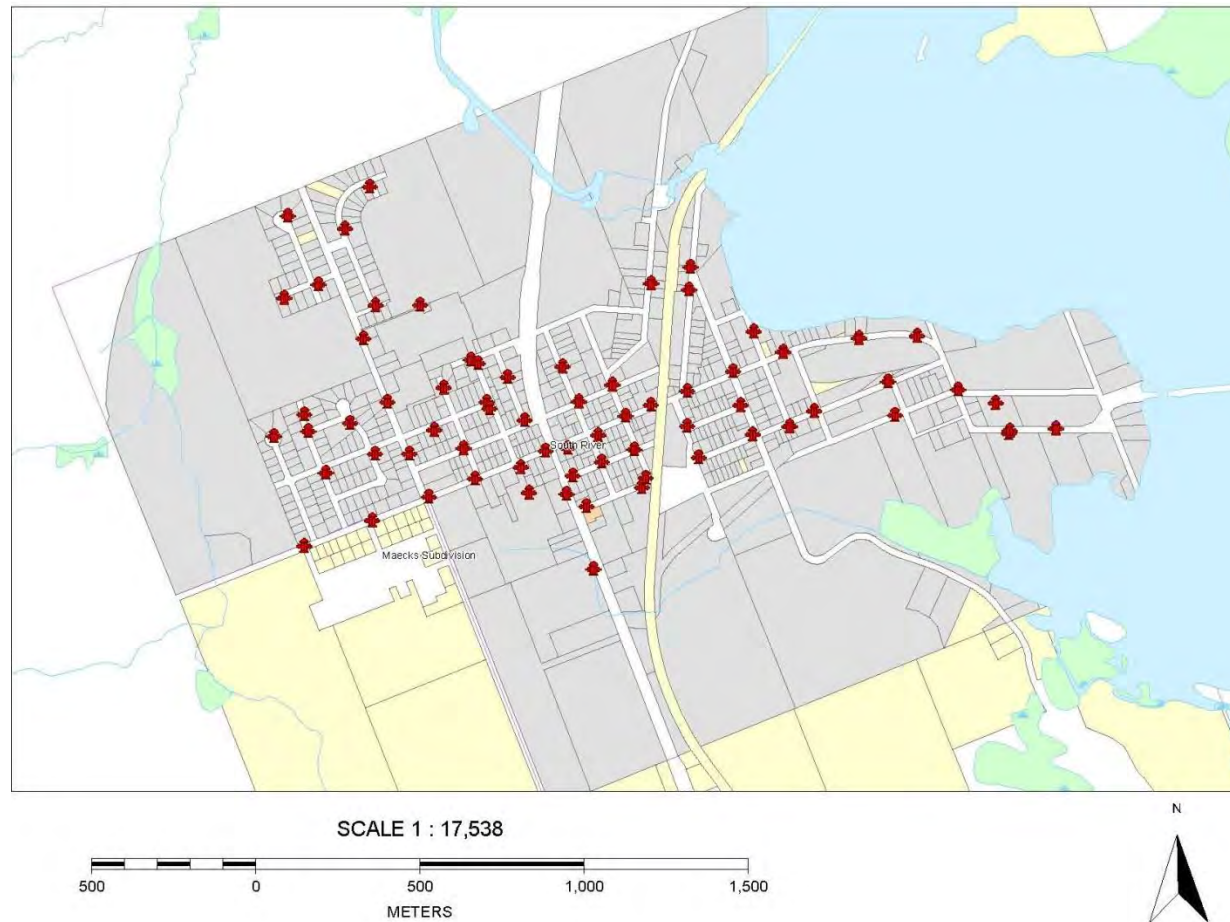 South River
Maecks Subdivision
N
SCALE 1 : 17,538
500 0 500 1,000 1,500
METERS